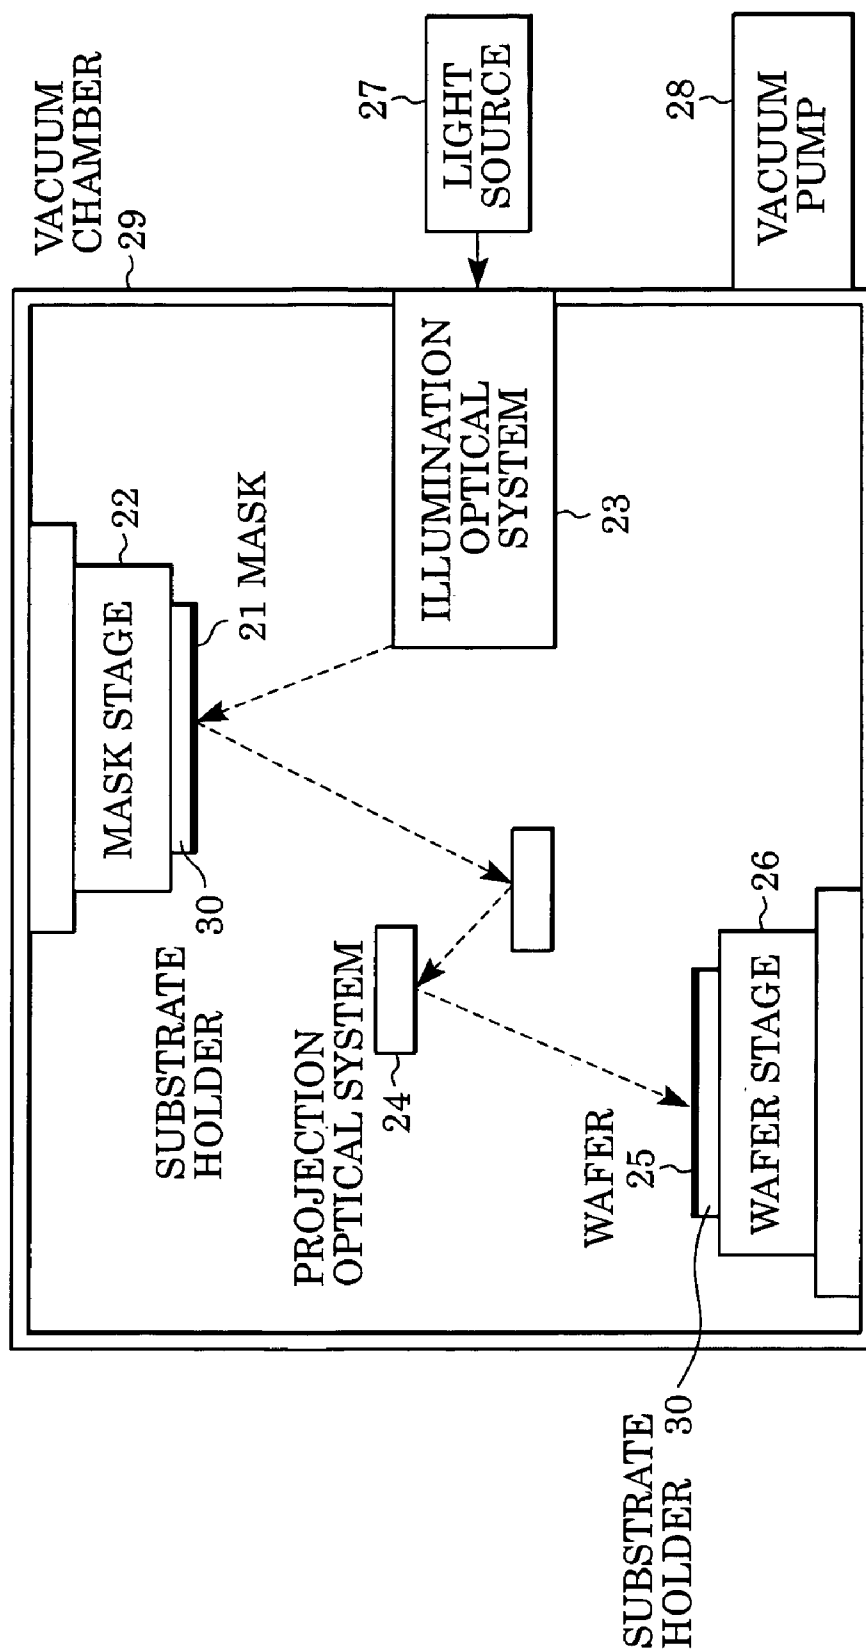 VACUUM
CHAMBER
29
LIGHT
SOURCE
27
VACUUM
PUMP
28
MASK STAGE
22
21 MASK
30
SUBSTRATE
HOLDER
ILLUMINATION
OPTICAL
SYSTEM
23
PROJECTION
OPTICAL SYSTEM
24
WAFER
25
WAFER STAGE
26
SUBSTRATE
HOLDER 30